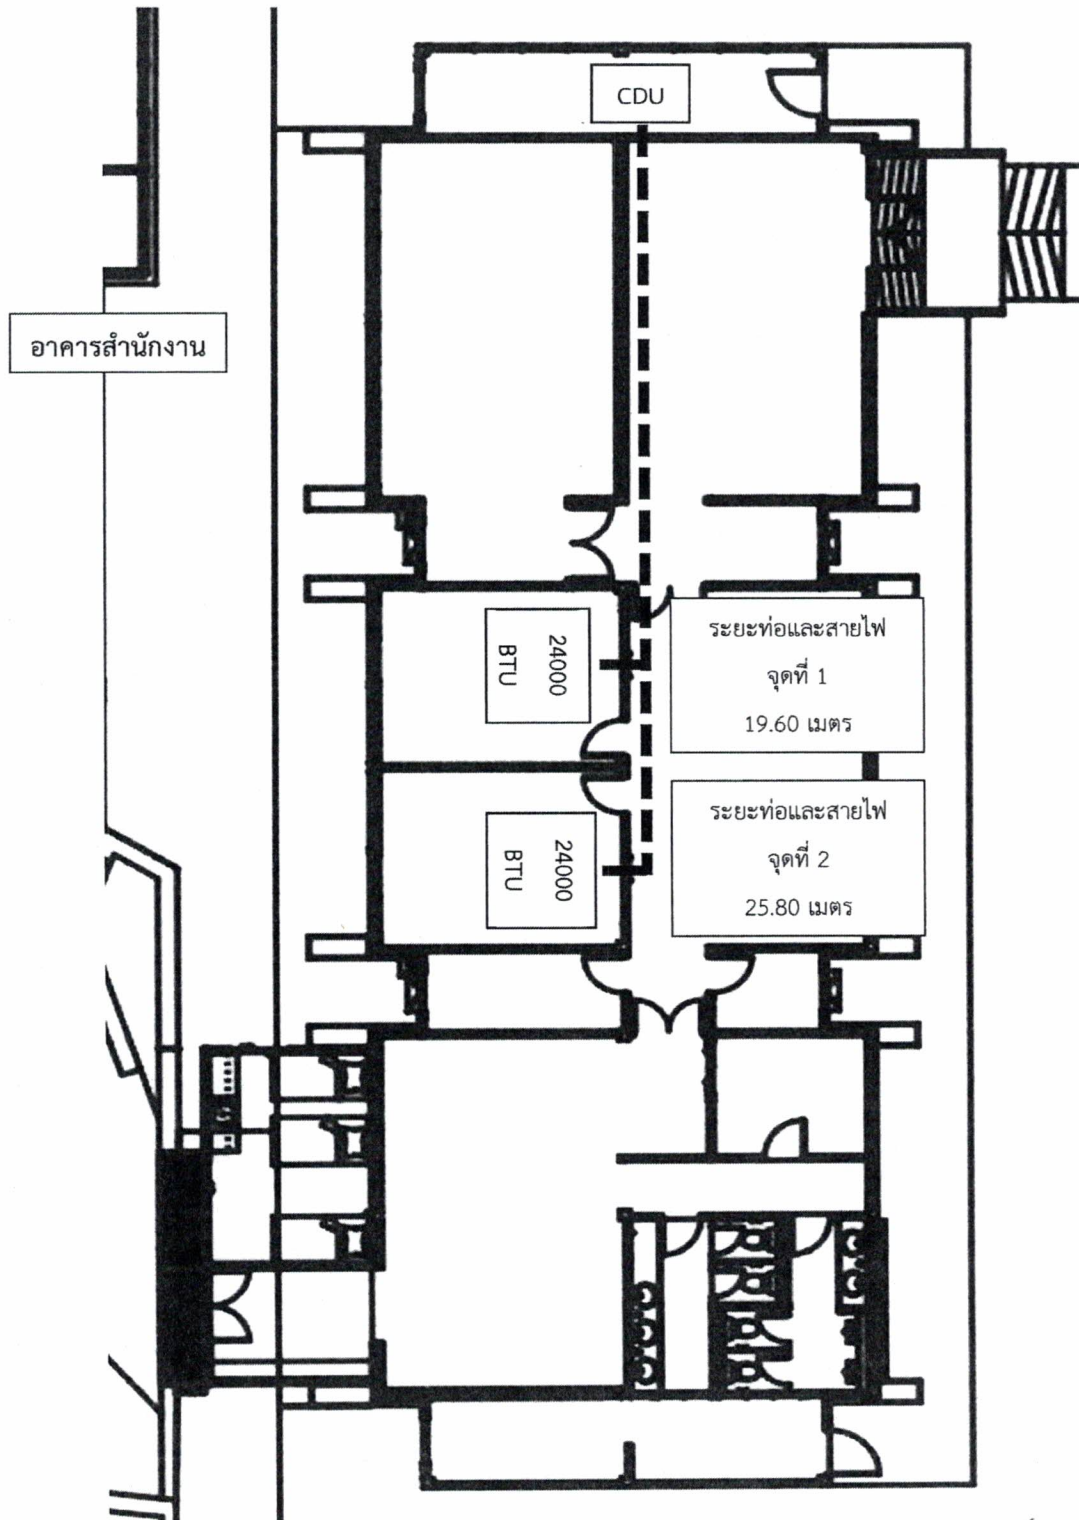 CDU
อาคารสำนักงาน
24000
BTU
ระยะท่อและสายไฟ
จุดที่ 1
19.60 เมตร
24000
BTU
ระยะท่อและสายไฟ
จุดที่ 2
25.80 เมตร